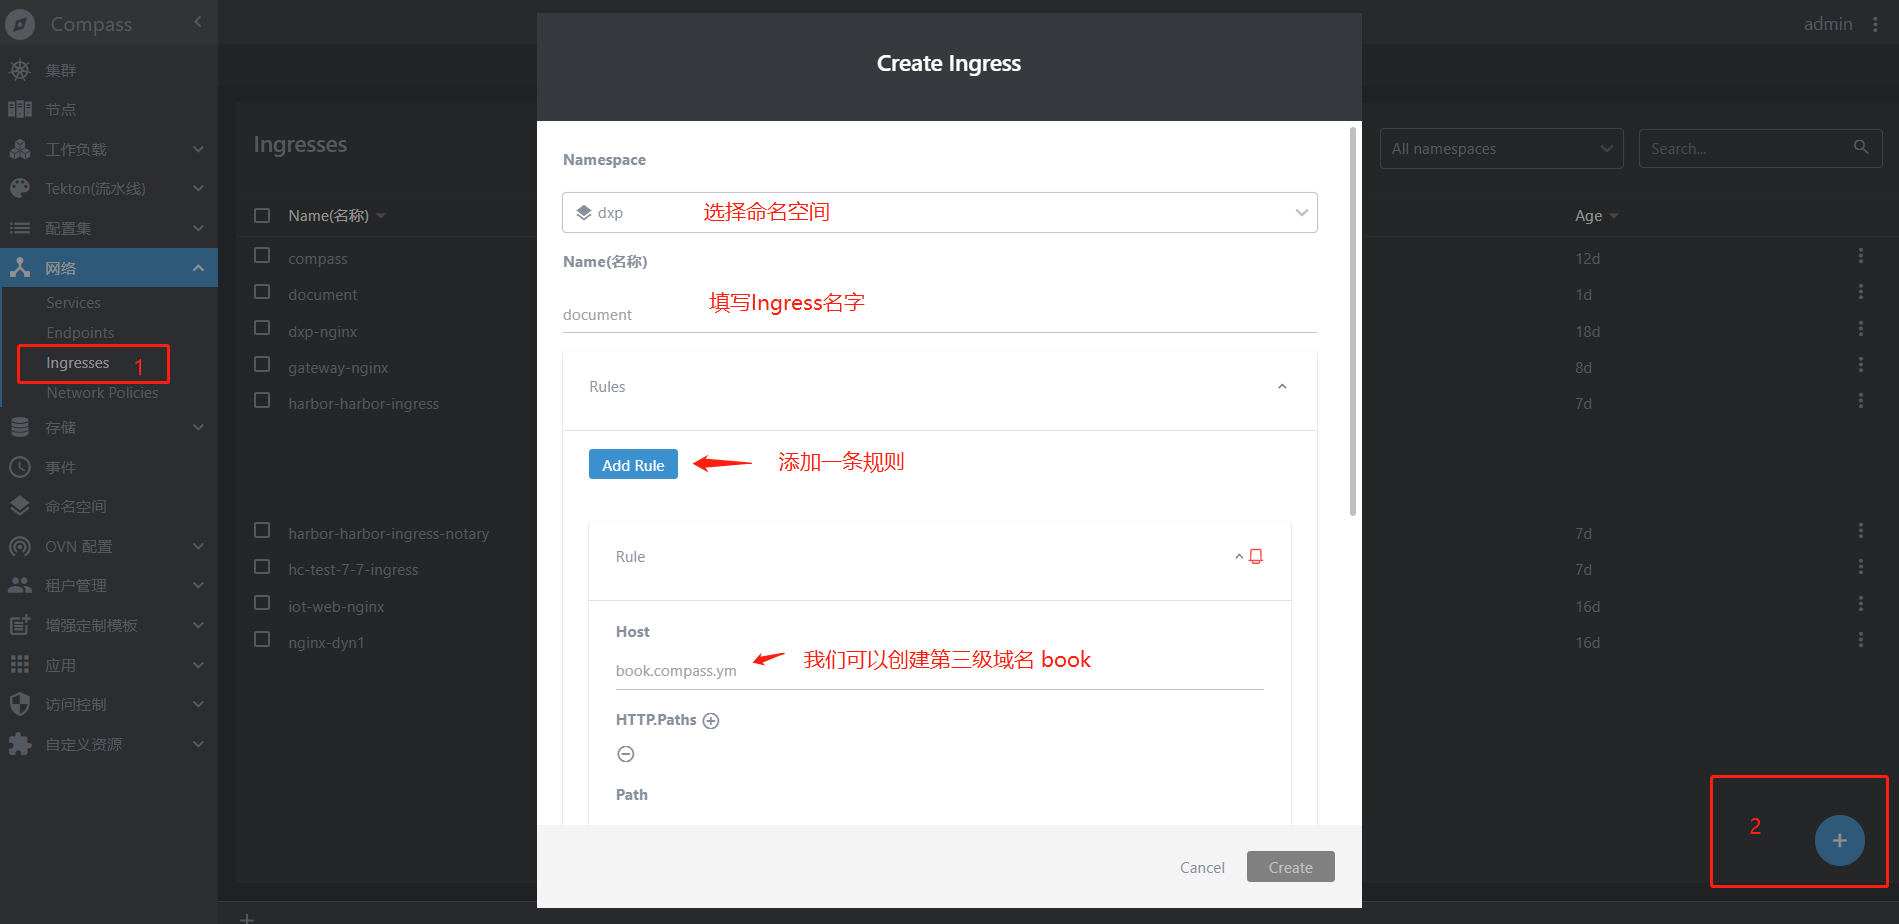 Compass
admin
集群
节点
工作负载
Tekton(流水线)
配置集
网络
Services
Endpoints
Ingresses 1
Network Policies
存储
事件
命名空间
OVN 配置
租户管理
增强定制模板
应用
访问控制
自定义资源
Ingresses
All namespaces
Search...
Name(名称)
Age
compass 12d
document 1d
dxp-nginx 18d
gateway-nginx 8d
harbor-harbor-ingress 7d
harbor-harbor-ingress-notary 7d
hc-test-7-7-ingress 7d
iot-web-nginx 16d
nginx-dyn1 16d
Create Ingress
Namespace
dxp 选择命名空间
Name(名称)
document 填写Ingress名字
Rules
Add Rule 添加一条规则
Rule
Host
book.compass.ym 我们可以创建第三级域名 book
HTTP.Paths
Path
Cancel Create
2